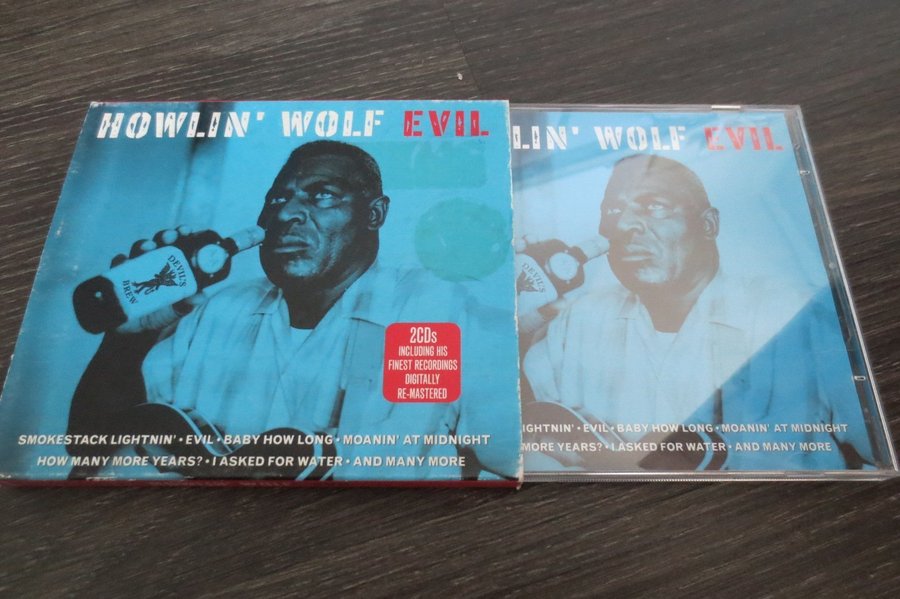 HOWLIN' WOLF EVIL
DEVIL'S
BREW
2CDs
INCLUDING HIS
FINEST RECORDINGS
DIGITALLY
RE-MASTERED
SMOKESTACK LIGHTNIN' • EVIL • BABY HOW LONG • MOANIN' AT MIDNIGHT
HOW MANY MORE YEARS? • I ASKED FOR WATER • AND MANY MORE
LIN' WOLF EVIL
DEVIL'S
IGHTNIN' • EVIL • BABY HOW LONG • MOANIN' AT MIDNIGHT
MORE YEARS? • I ASKED FOR WATER • AND MANY MORE